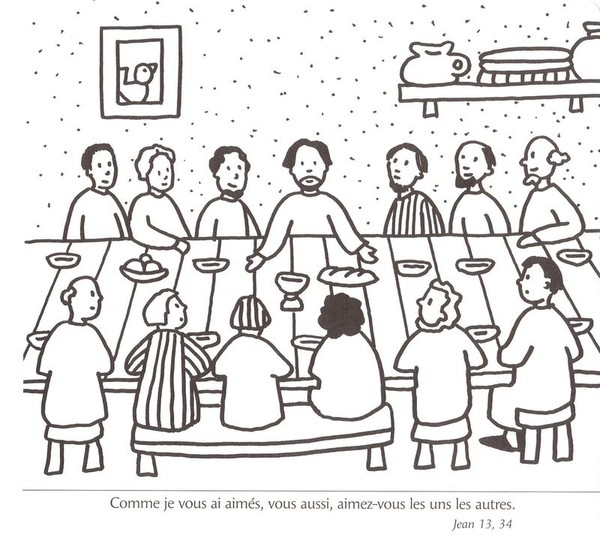 Comme je vous ai aimés, vous aussi, aimez-vous les uns les autres.
Jean 13, 34